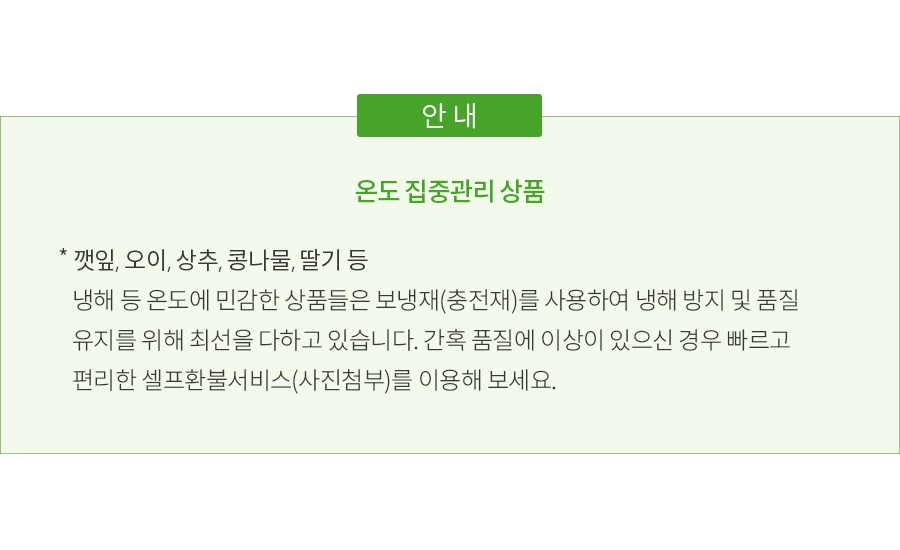 안 내
온도 집중관리 상품
* 깻잎, 오이, 상추, 콩나물, 딸기 등
냉해 등 온도에 민감한 상품들은 보냉재(충전재)를 사용하여 냉해 방지 및 품질
유지를 위해 최선을 다하고 있습니다. 간혹 품질에 이상이 있으신 경우 빠르고
편리한 셀프환불서비스(사진첨부)를 이용해 보세요.